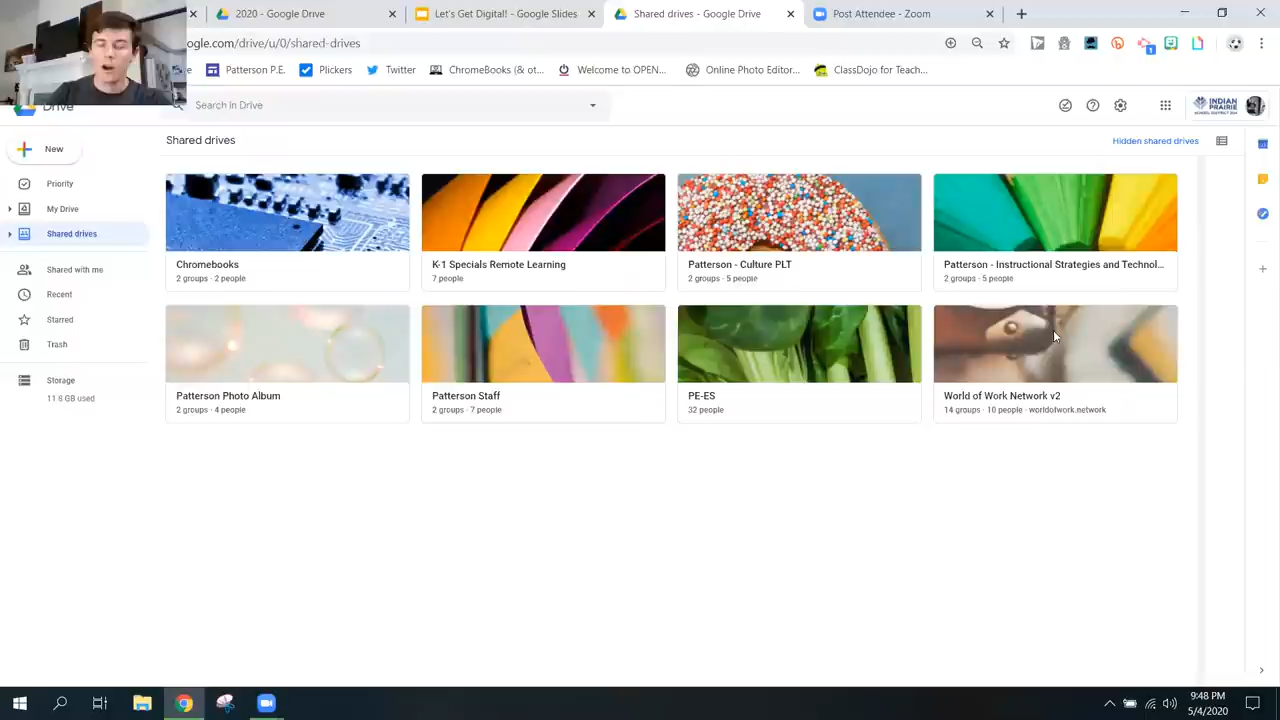 2020 - Google Drive
Let's Get Digital! - Google Slides
Shared drives - Google Drive
Post Attendee - Zoom
ogle.com/drive/u/0/shared-drives
Patterson P.E.
Plickers
Twitter
ChromeBooks (& o...
Welcome to OPEN...
Online Photo Editor...
ClassDojo for Teach...
Drive
Search in Drive
INDIAN PRAIRIE
Shared drives
Hidden shared drives
New
Priority
My Drive
Shared drives
Shared with me
Recent
Starred
Trash
Storage
11.8 GB used
Chromebooks
2 groups · 2 people
K-1 Specials Remote Learning
7 people
Patterson - Culture PLT
2 groups · 5 people
Patterson - Instructional Strategies and Technol...
2 groups · 5 people
Patterson Photo Album
2 groups · 4 people
Patterson Staff
2 groups · 7 people
PE-ES
32 people
World of Work Network v2
14 groups · 10 people · worldofwork.network
1
9:48 PM
5/4/2020